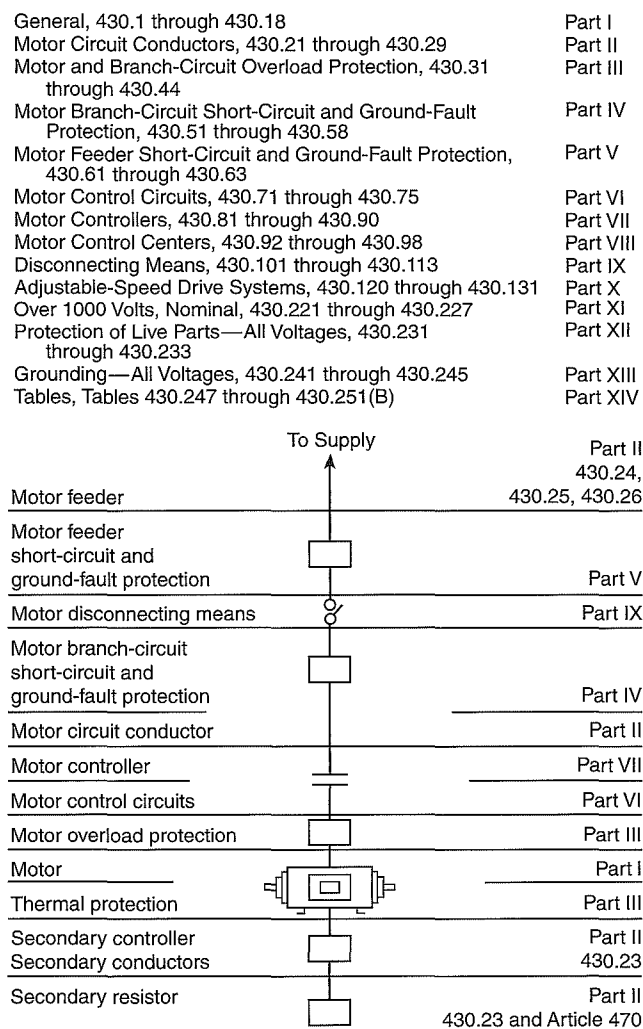 General, 430.1 through 430.18 Part I
Motor Circuit Conductors, 430.21 through 430.29 Part II
Motor and Branch-Circuit Overload Protection, 430.31 Part III
through 430.44
Motor Branch-Circuit Short-Circuit and Ground-Fault Part IV
Protection, 430.51 through 430.58
Motor Feeder Short-Circuit and Ground-Fault Protection, Part V
430.61 through 430.63
Motor Control Circuits, 430.71 through 430.75 Part VI
Motor Controllers, 430.81 through 430.90 Part VII
Motor Control Centers, 430.92 through 430.98 Part VIII
Disconnecting Means, 430.101 through 430.113 Part IX
Adjustable-Speed Drive Systems, 430.120 through 430.131 Part X
Over 1000 Volts, Nominal, 430.221 through 430.227 Part XI
Protection of Live Parts—All Voltages, 430.231 Part XII
through 430.233
Grounding—All Voltages, 430.241 through 430.245 Part XIII
Tables, Tables 430.247 through 430.251(B) Part XIV
To Supply
Part II
430.24,
Motor feeder 430.25, 430.26
Motor feeder
short-circuit and
ground-fault protection Part V
Motor disconnecting means Part IX
Motor branch-circuit
short-circuit and
ground-fault protection Part IV
Motor circuit conductor Part II
Motor controller Part VII
Motor control circuits Part VI
Motor overload protection Part III
Motor Part I
Thermal protection Part III
Secondary controller Part II
Secondary conductors 430.23
Secondary resistor Part II
430.23 and Article 470